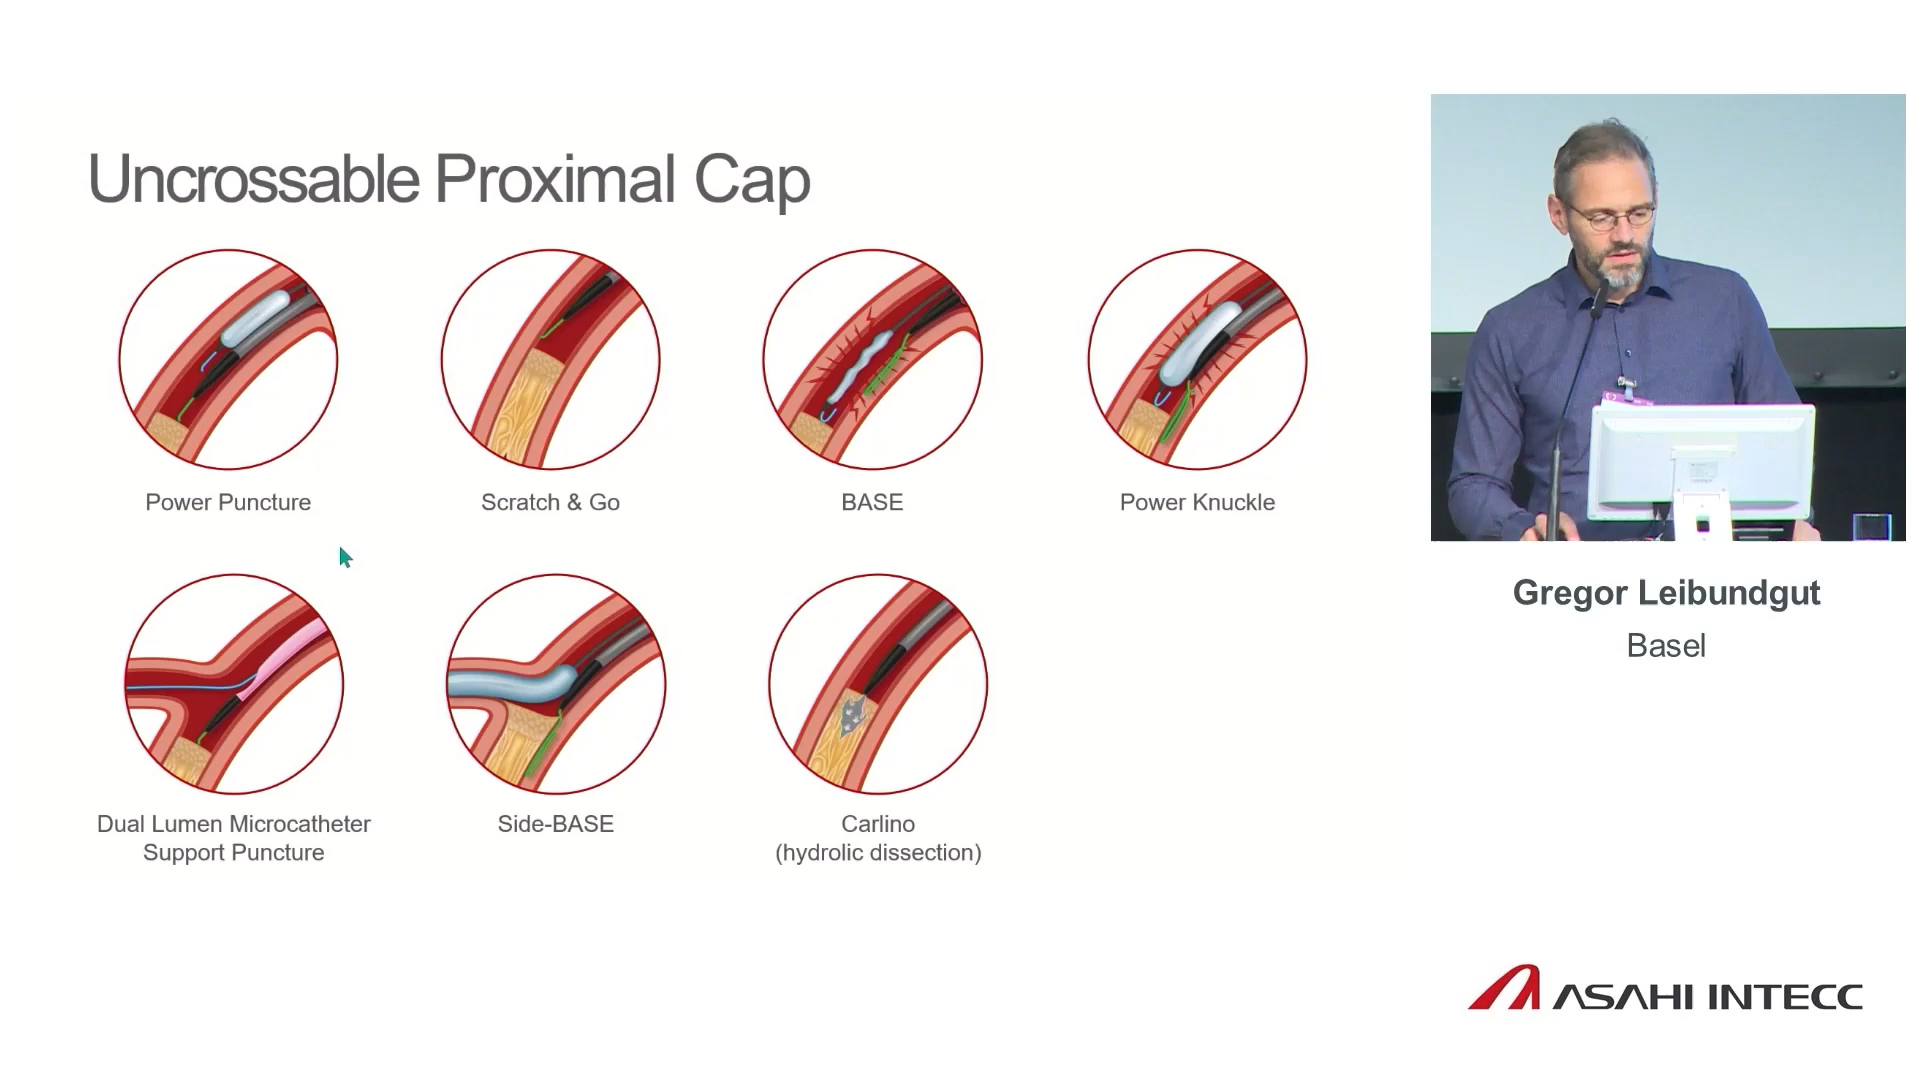 Uncrossable Proximal Cap
Power Puncture
Scratch & Go
BASE
Power Knuckle
Dual Lumen Microcatheter
Support Puncture
Side-BASE
Carlino
(hydrolic dissection)
Gregor Leibundgut
Basel
ASAHI INTECC